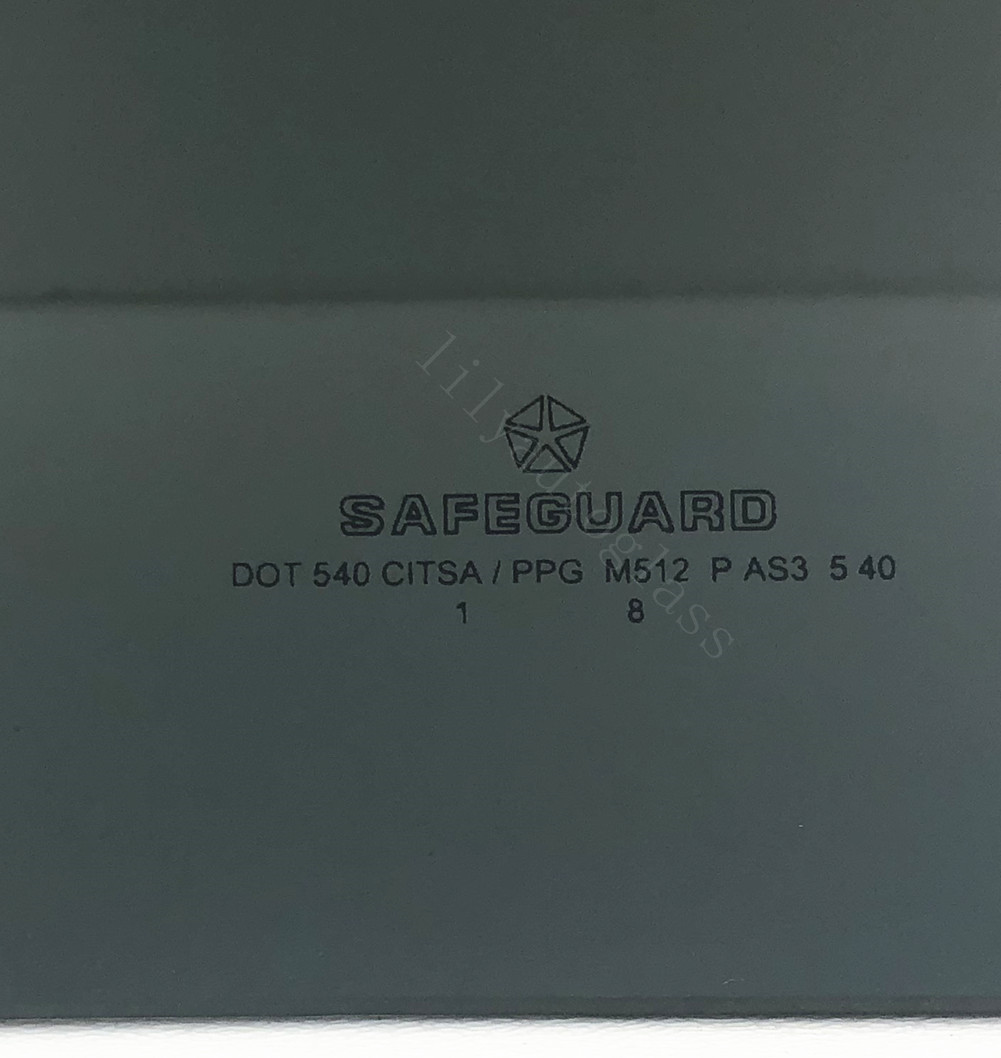 SAFEGUARD
DOT 540 CITSA / PPG M512 P AS3 5 40
1 8
lilyautoglass